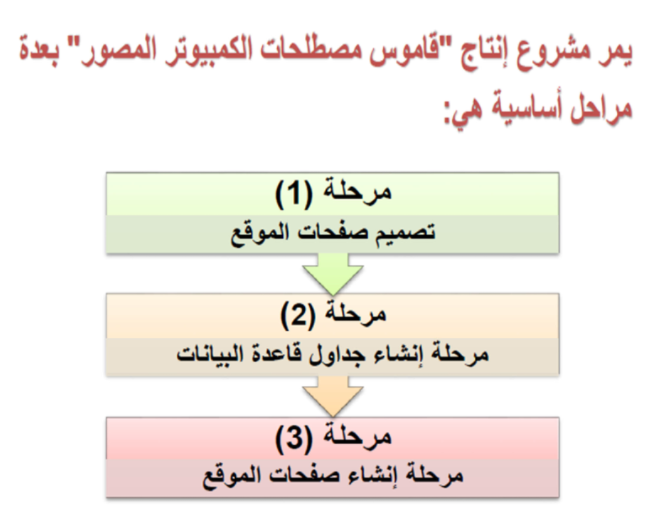 يمر مشروع إنتاج "قاموس مصطلحات الكمبيوتر المصور" بعدة
مراحل أساسية هي:
مرحلة (1)
تصميم صفحات الموقع
مرحلة (2)
مرحلة إنشاء جداول قاعدة البيانات
مرحلة (3)
مرحلة إنشاء صفحات الموقع